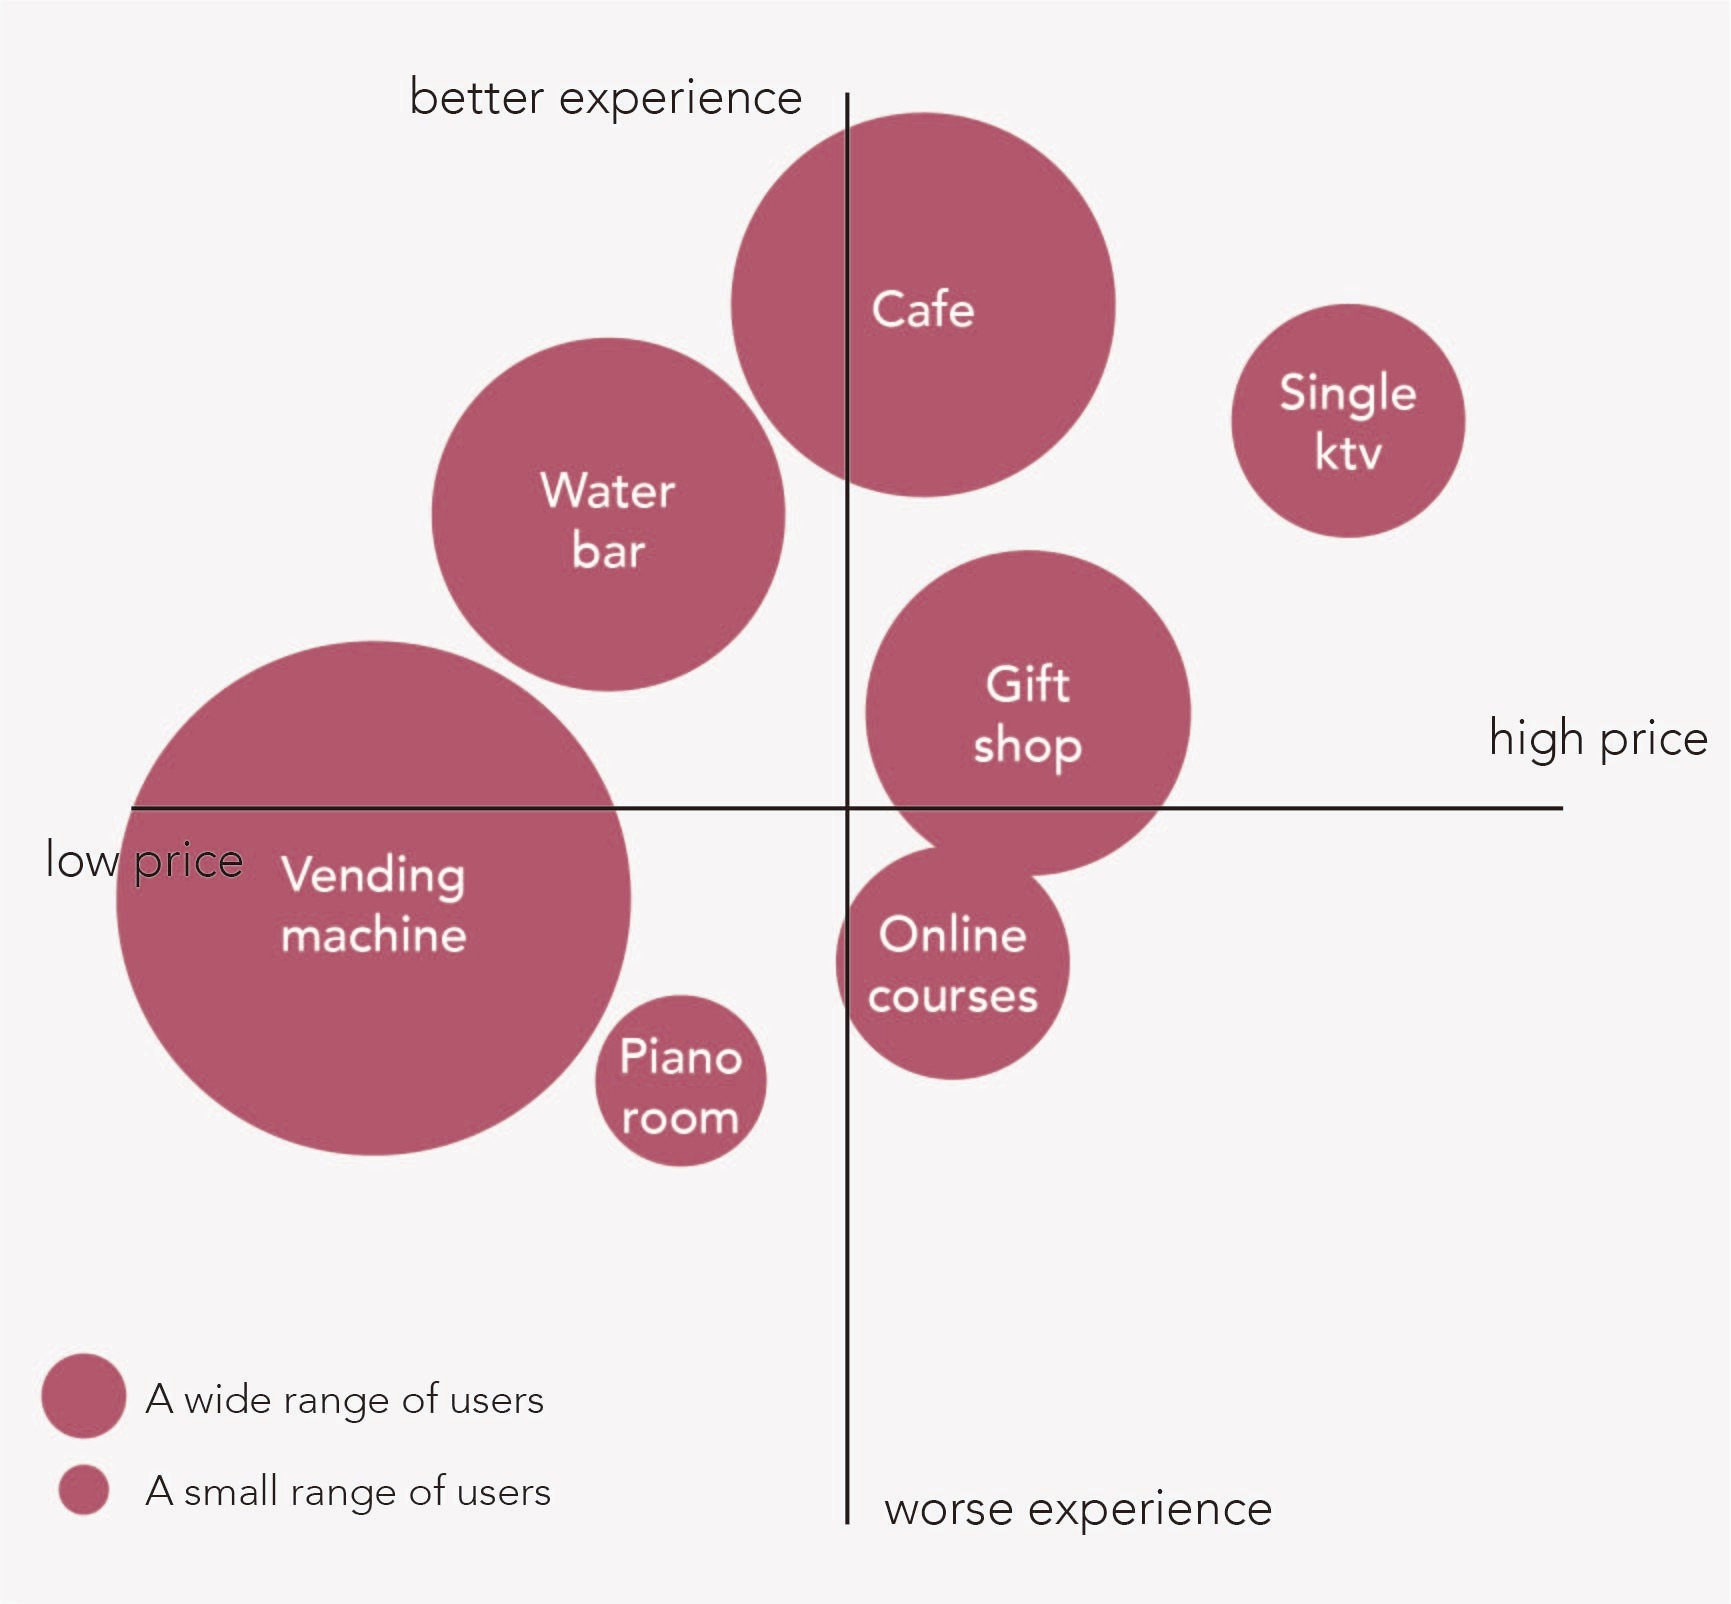 better experience
Cafe
Single
ktv
Water
bar
Gift
shop
high price
low price
Vending
machine
Online
courses
Piano
room
A wide range of users
A small range of users
worse experience